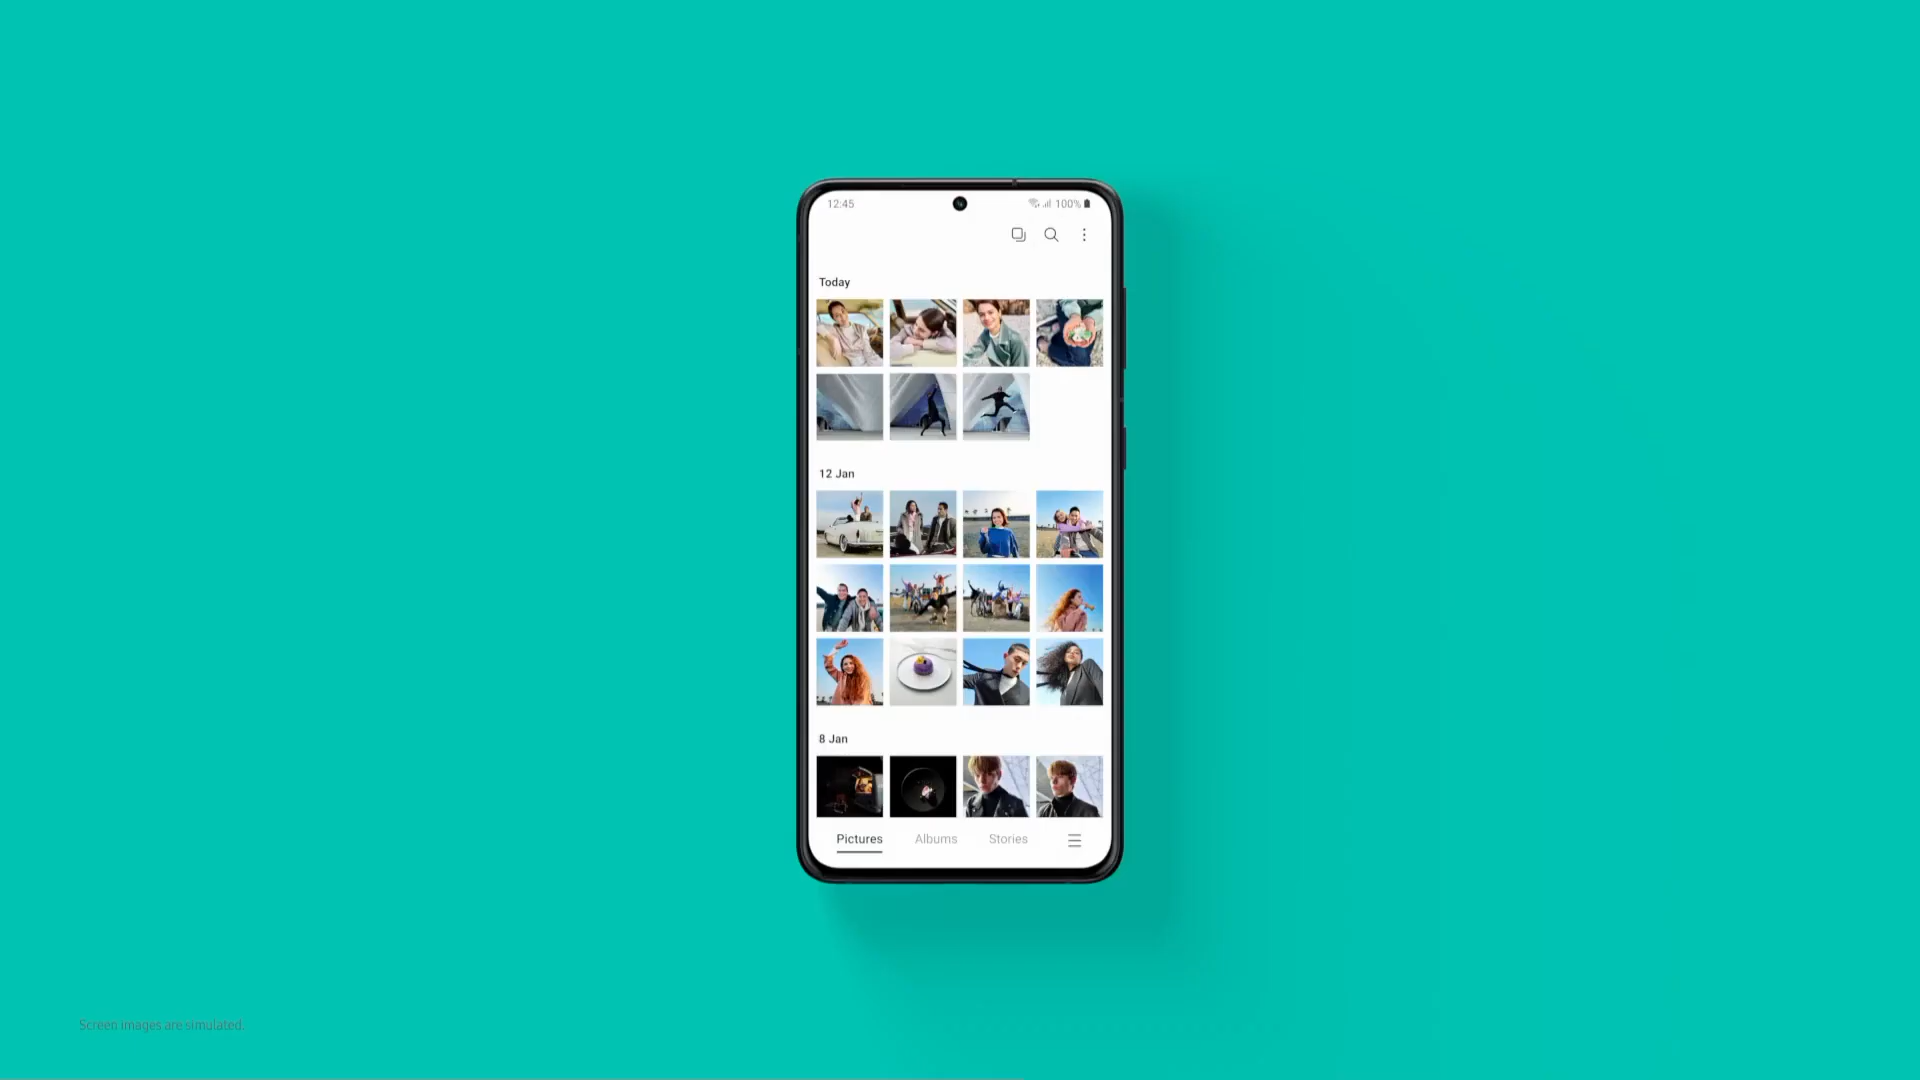 12:45
100%
Today
12 Jan
8 Jan
Pictures Albums Stories
Screen images are simulated.